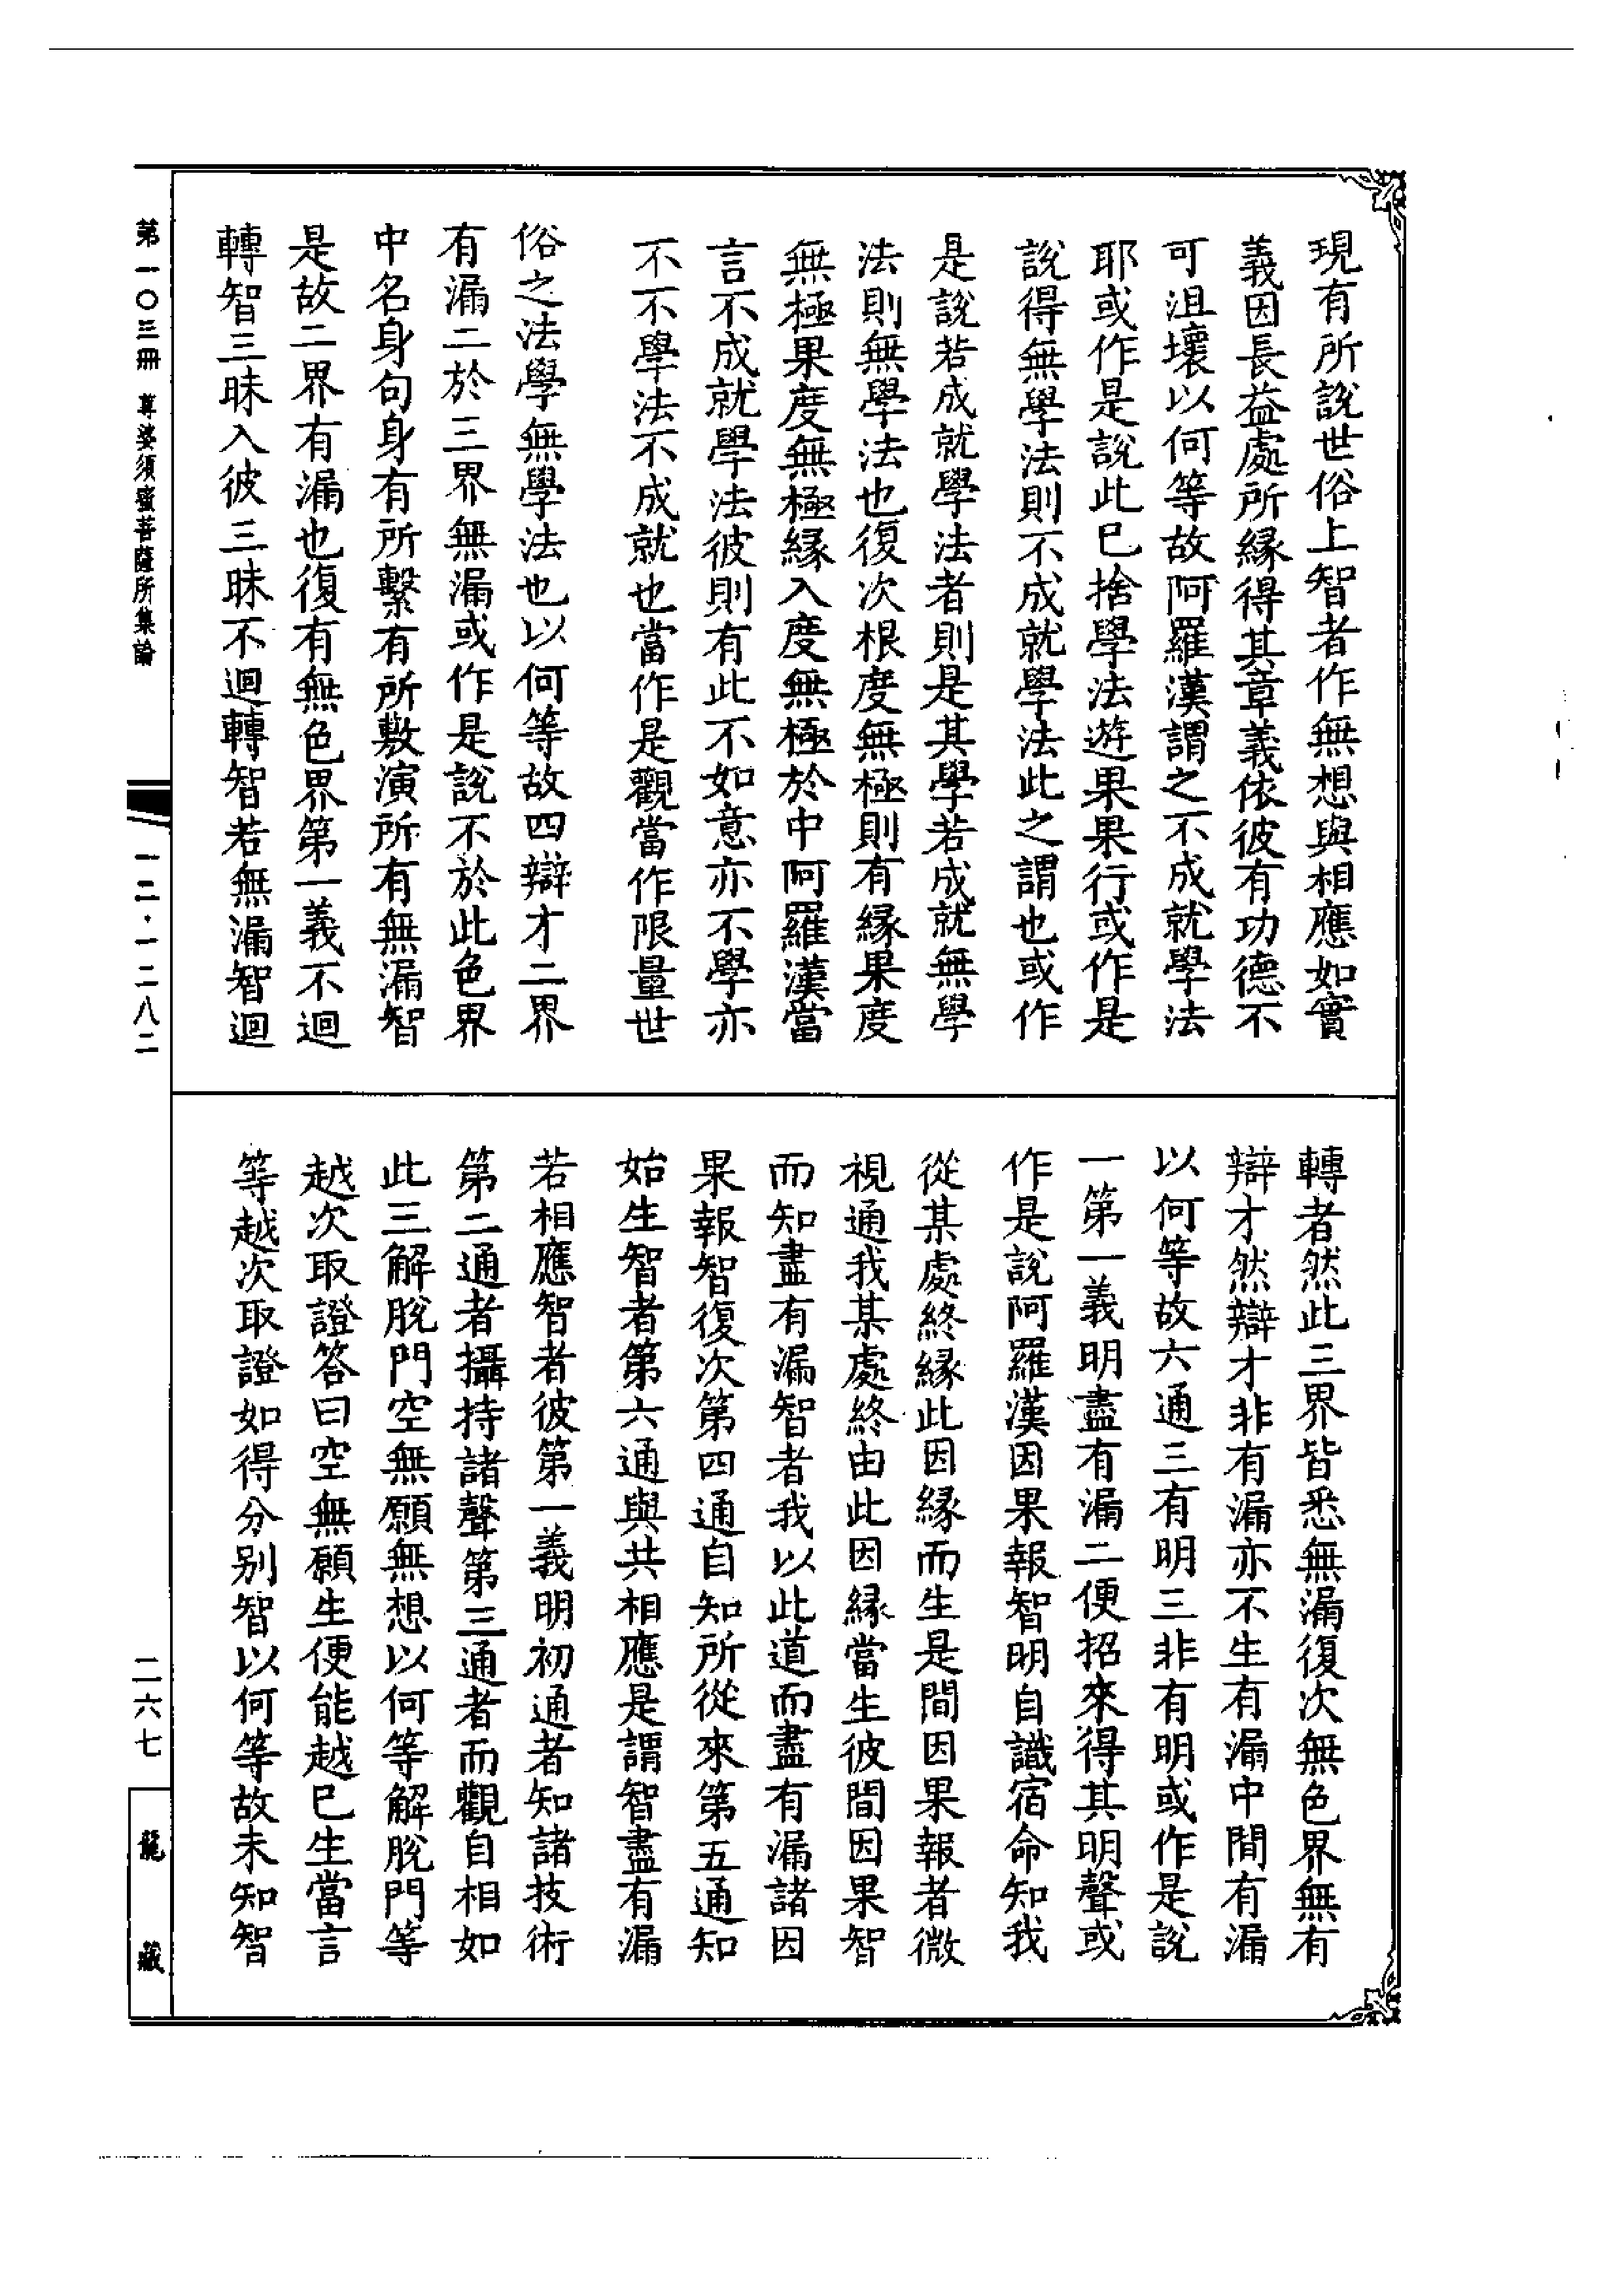 現有所說世俗上智者作無想與相應如實
義因長益處所緣得其章義依彼有功德不
可沮壞以何等故阿羅漢謂之不成就學法
耶或作是說此巳捨學法遊果果行或作是
說得無學法則不成就學法此之謂也或作
是說若成就學法者則是其學若成就無學
法則無學法也復次根度無極則有緣果度
無極果度無極緣入度無極於中阿羅漢當
言不成就學法彼則有此不如意亦不學亦
不不學法不成就也當作是觀當作限量世
俗之法學無學法也以何等故四辯才二界
有漏二於三界無漏或作是說不於此色界
中名身句身有所繫有所敷演所有無漏智
是故二界有漏也復有無色界第一義不迴
轉智三昧入彼三昧不迴轉智若無漏智迴
轉者然此三界皆悉無漏復次無色界無有
辯才然辯才非有漏亦不生有漏中間有漏
以何等故六通三有明三非有明或作是說
一第一義明盡有漏二便招來得其明聲或
作是說阿羅漢因果報智明自識宿命知我
從某處終緣此因緣而生是間因果報者微
視通我某處終由此因緣當生彼間因果智
而知盡有漏智者我以此道而盡有漏諸因
果報智復次第四通自知所從來第五通知
始生智者第六通與共相應是謂智盡有漏
若相應智者彼第一義明初通者知諸技術
第二通者攝持諸聲第三通者而觀自相如
此三解脫門空無願無想以何等解脫門等
越次取證答曰空無願生便能越巳生當言
等越次取證如得分別智以何等故未知智
第一〇三冊 尊婆須蜜菩薩所集論
一二·一二八二
二六七
龍藏